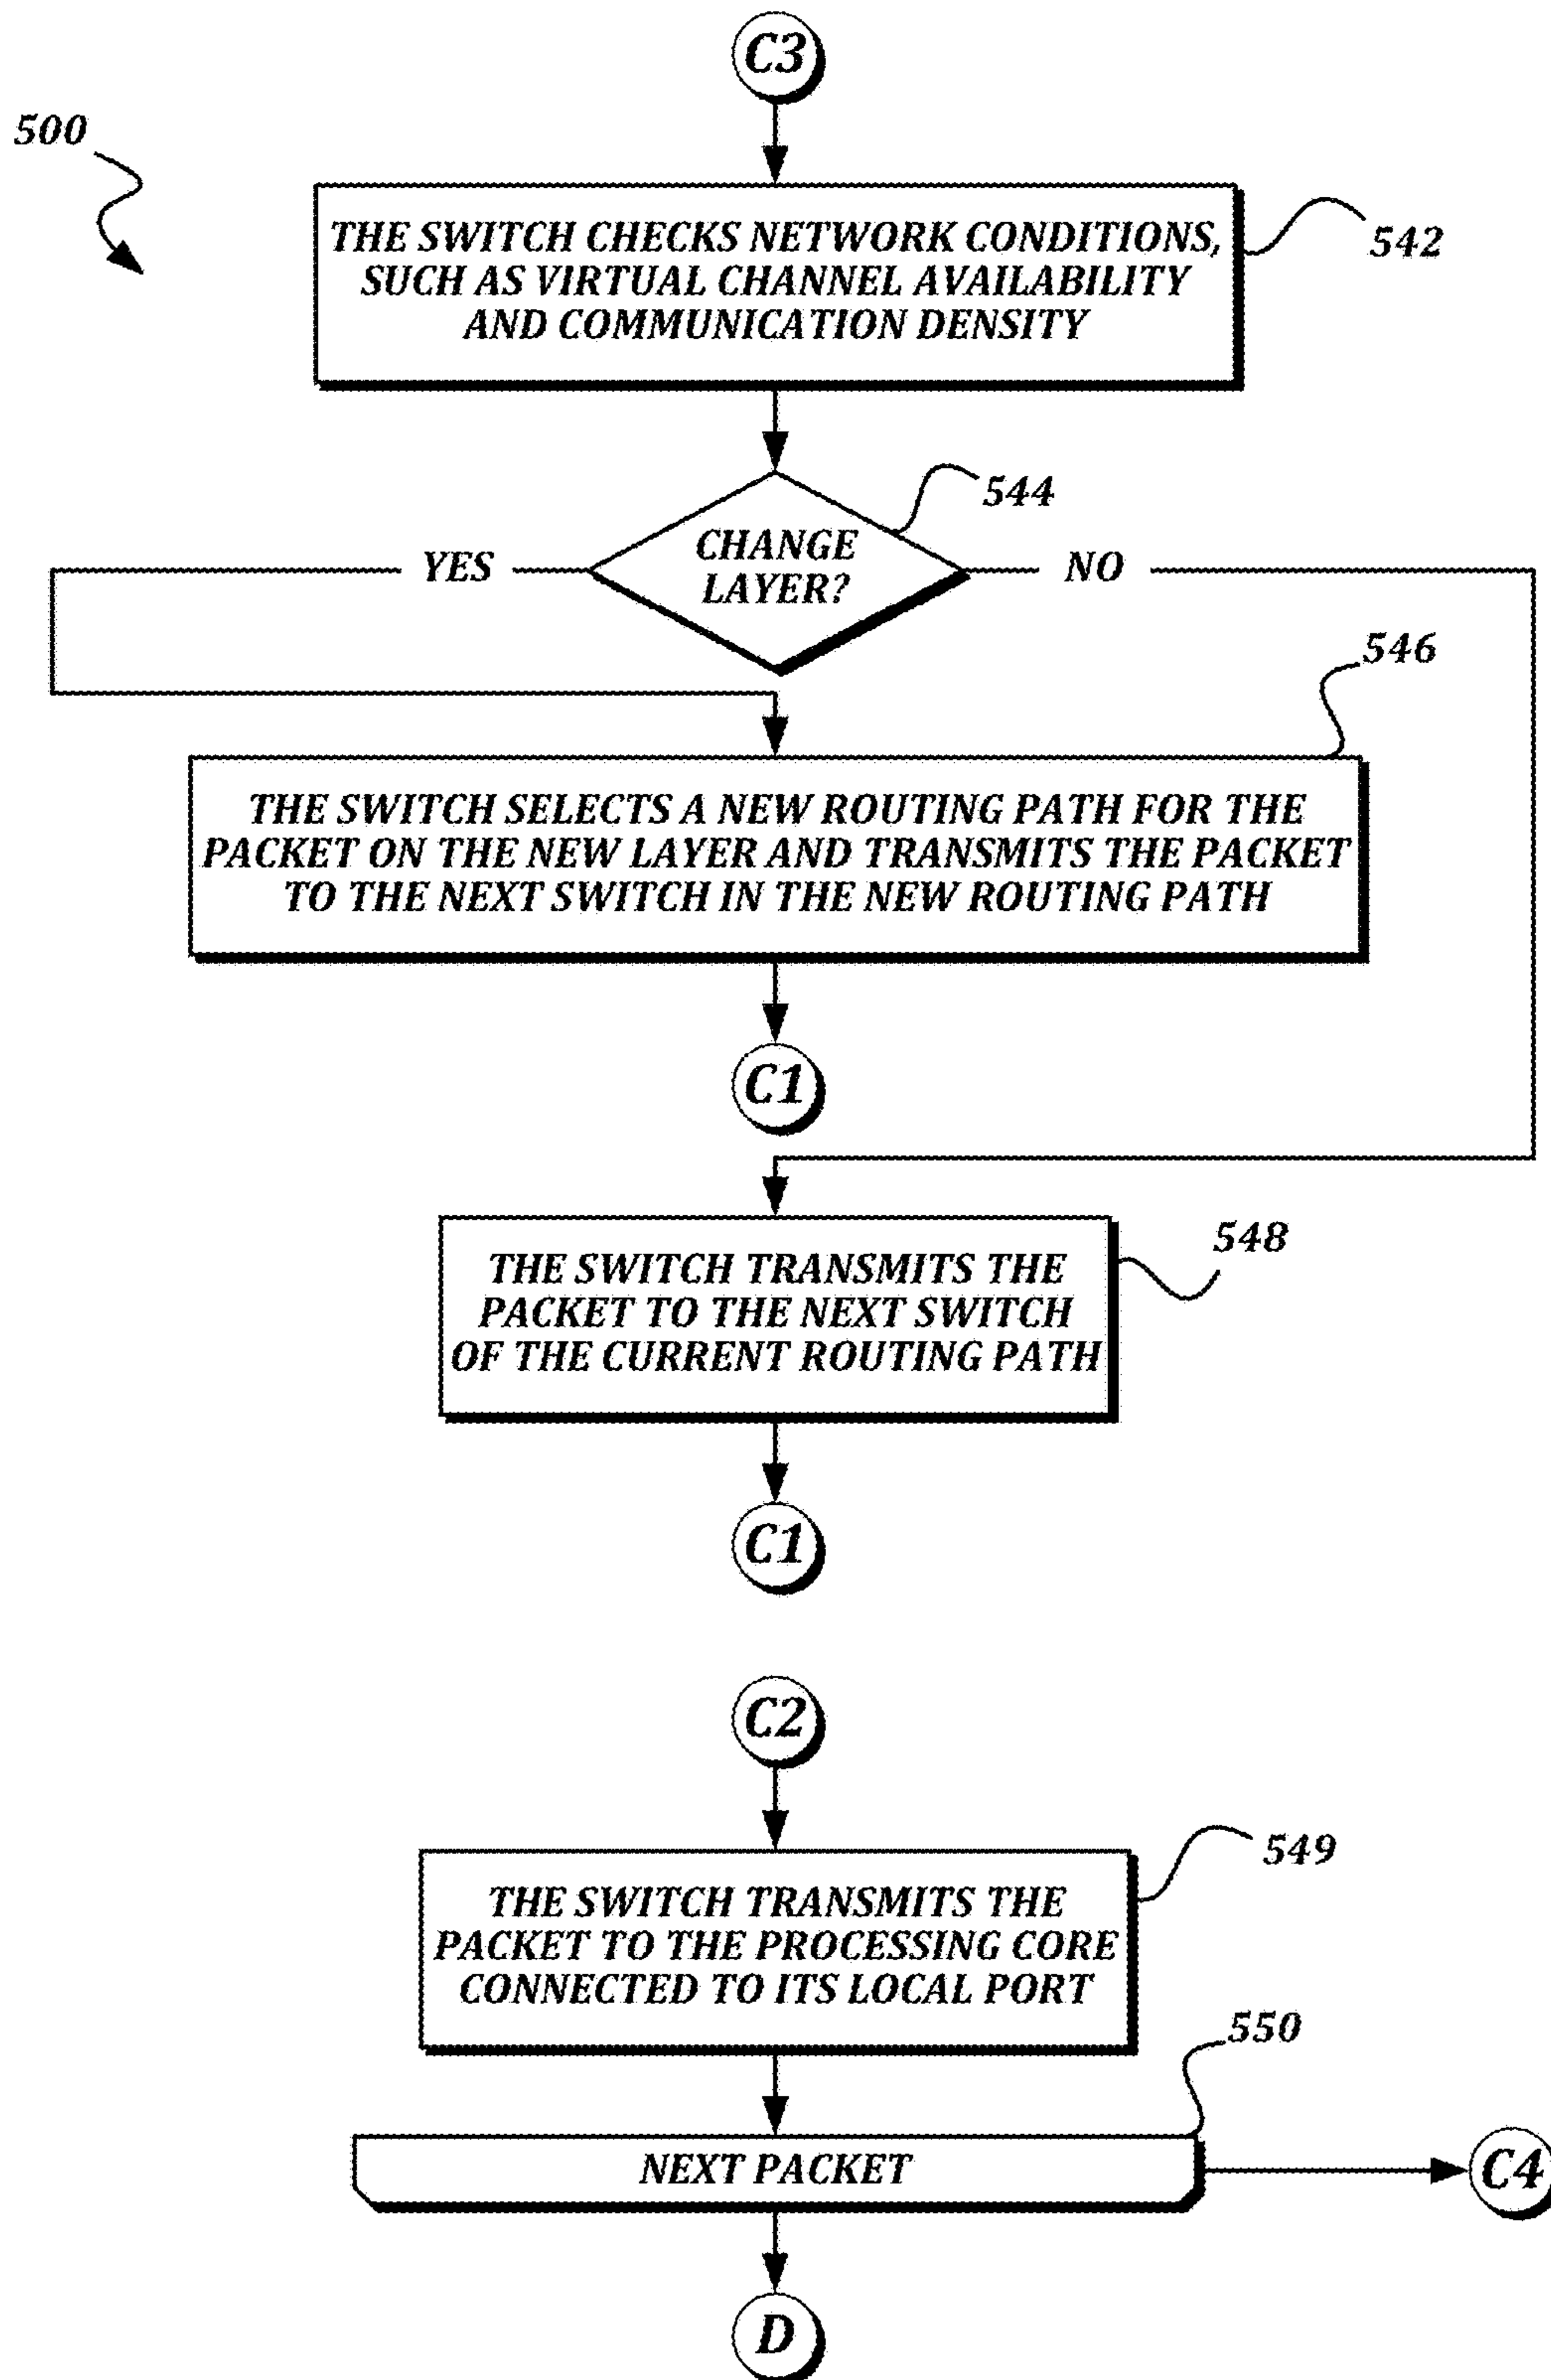 C3
500
THE SWITCH CHECKS NETWORK CONDITIONS,
SUCH AS VIRTUAL CHANNEL AVAILABILITY
AND COMMUNICATION DENSITY
542
544
CHANGE
LAYER?
YES
NO
546
THE SWITCH SELECTS A NEW ROUTING PATH FOR THE
PACKET ON THE NEW LAYER AND TRANSMITS THE PACKET
TO THE NEXT SWITCH IN THE NEW ROUTING PATH
C1
548
THE SWITCH TRANSMITS THE
PACKET TO THE NEXT SWITCH
OF THE CURRENT ROUTING PATH
C1
C2
549
THE SWITCH TRANSMITS THE
PACKET TO THE PROCESSING CORE
CONNECTED TO ITS LOCAL PORT
550
NEXT PACKET
C4
D